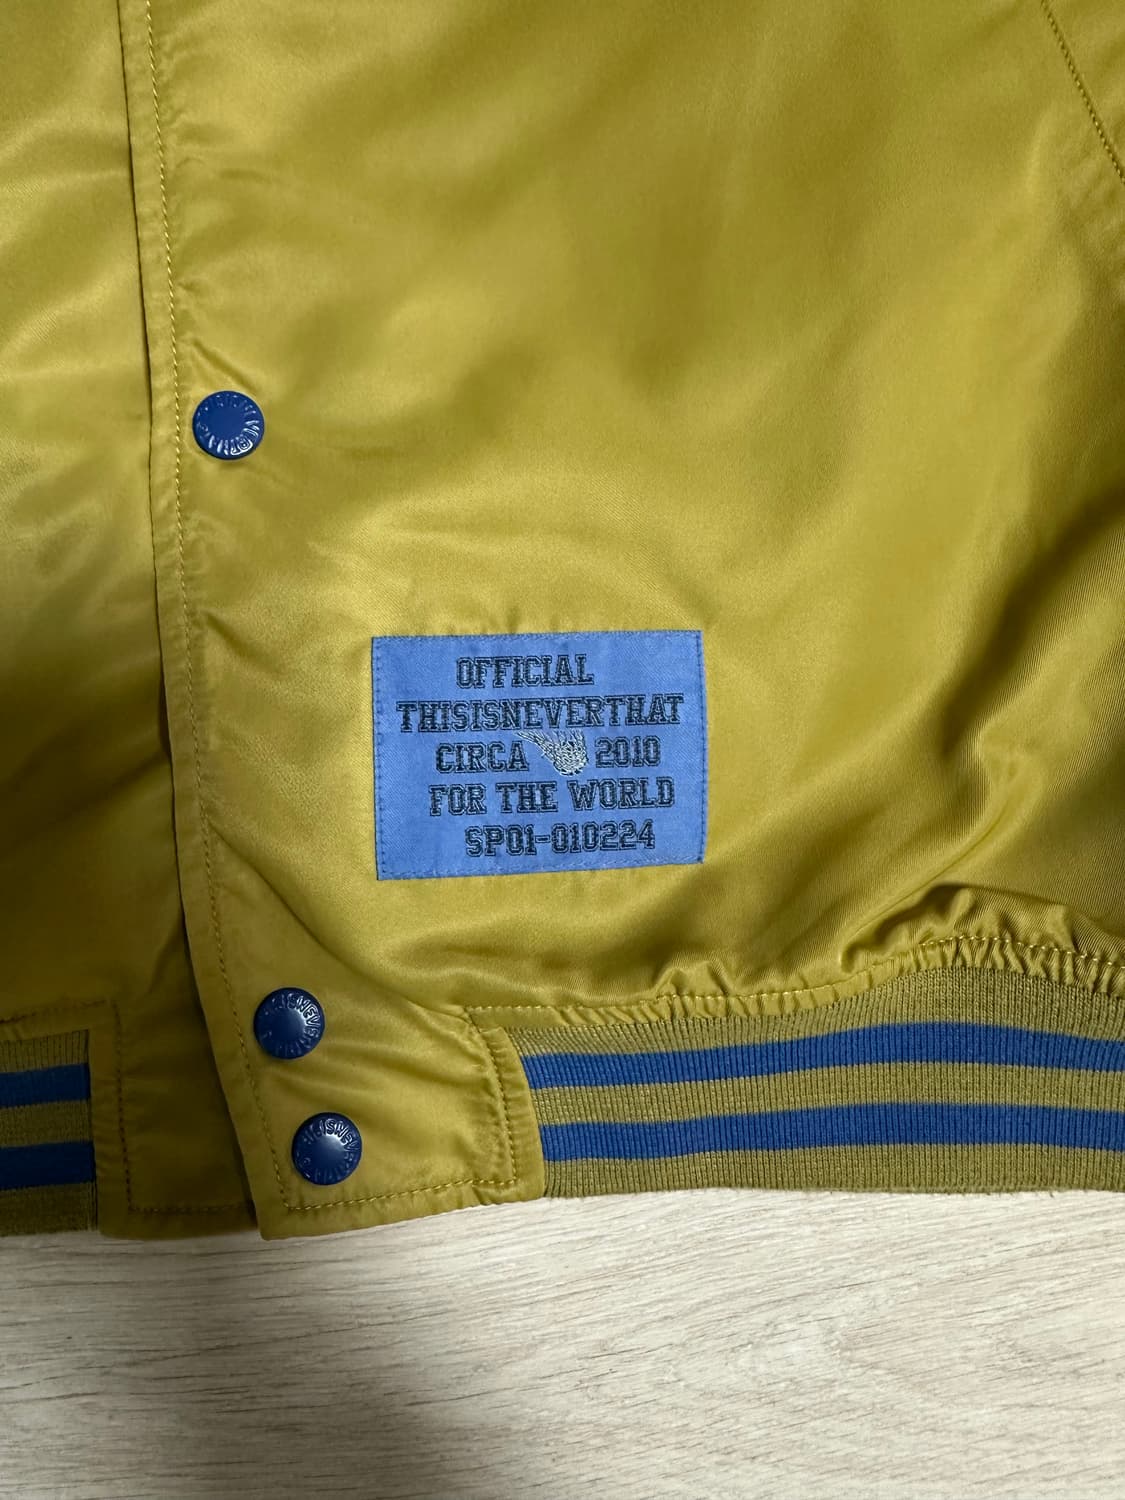 OFFICIAL
THISISNEVERTHAT
CIRCA 2010
FOR THE WORLD
SP01-010224